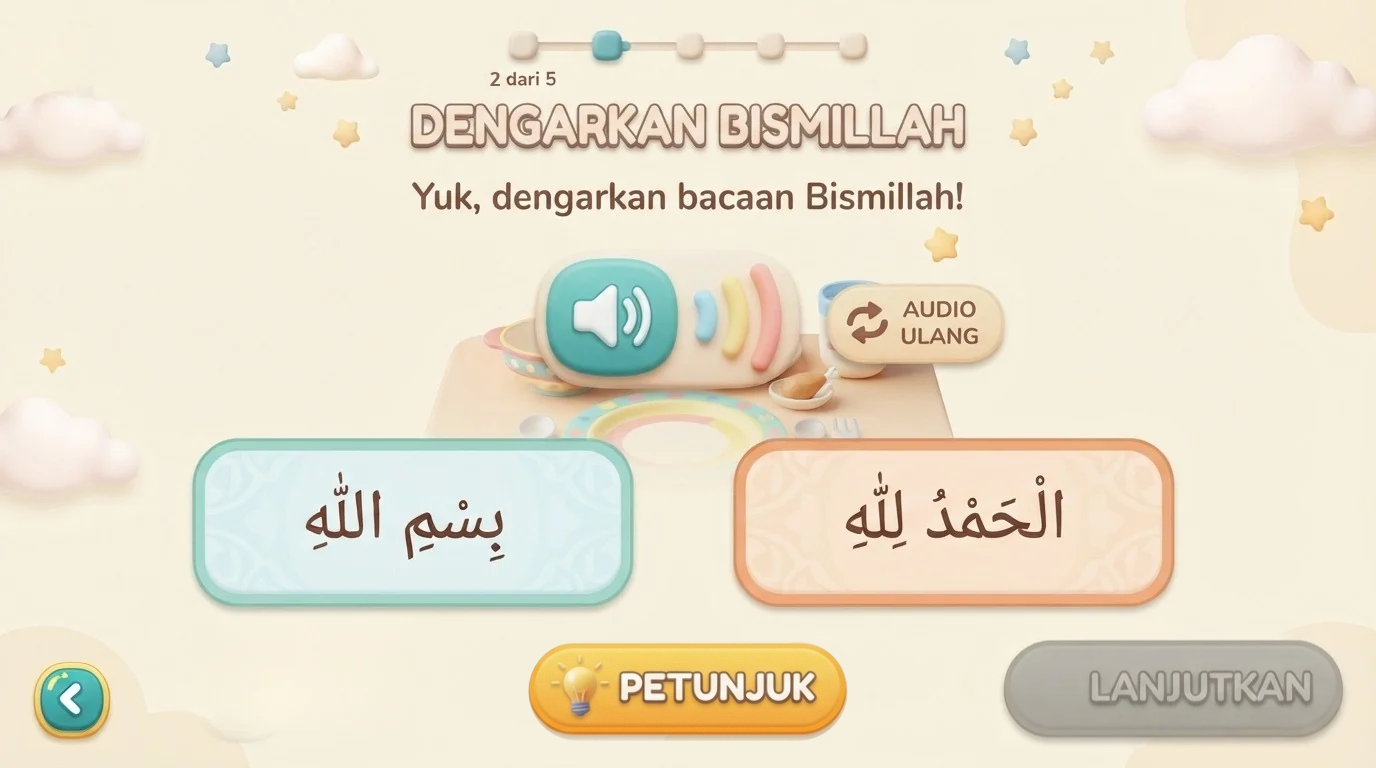 2 dari 5
DENGARKAN BISMILLAH
Yuk, dengarkan bacaan Bismillah!
AUDIO
ULANG
بِسْمِ اللّٰهِ
الْحَمْدُ لِلّٰهِ
PETUNJUK
LANJUTKAN